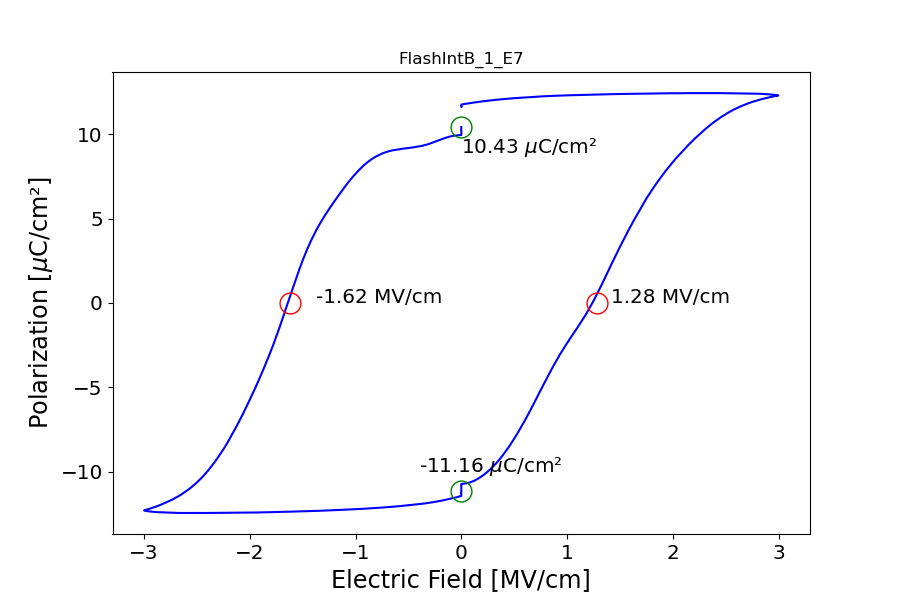 FlashIntB_1_E7
Polarization [μC/cm²]
10
5
0
−5
−10
10.43 μC/cm²
-1.62 MV/cm
1.28 MV/cm
-11.16 μC/cm²
−3
−2
−1
0
1
2
3
Electric Field [MV/cm]